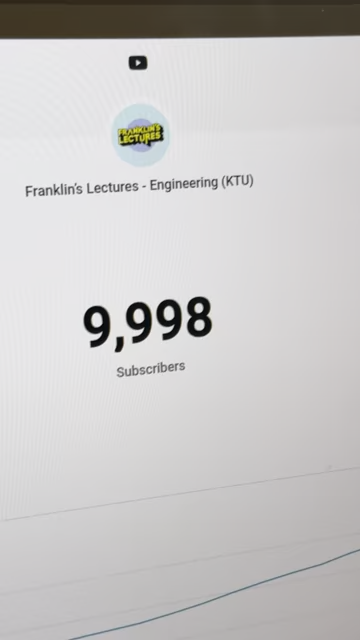 FRANKLIN'S
LECTURES
Franklin's Lectures - Engineering (KTU)
9,998
Subscribers